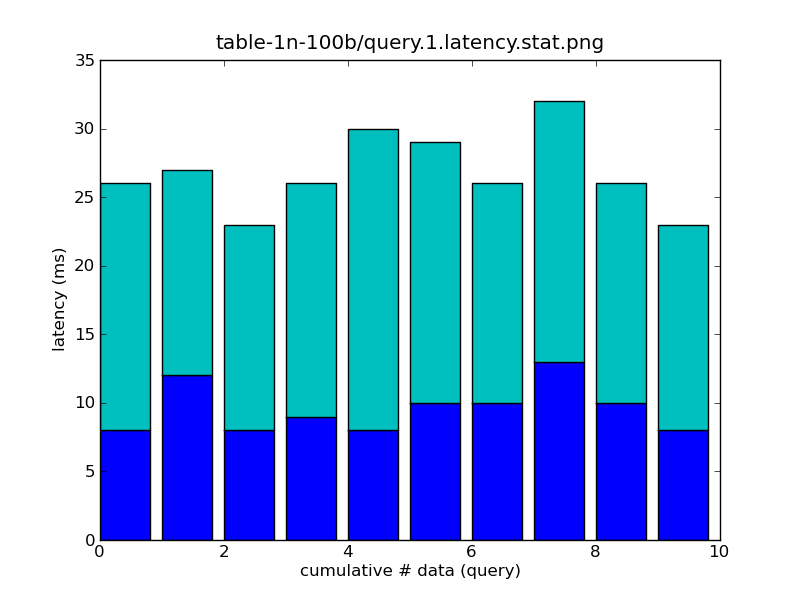 table-1n-100b/query.1.latency.stat.png
35
30
25
20
15
10
5
0
latency (ms)
0 2 4 6 8 10
cumulative # data (query)